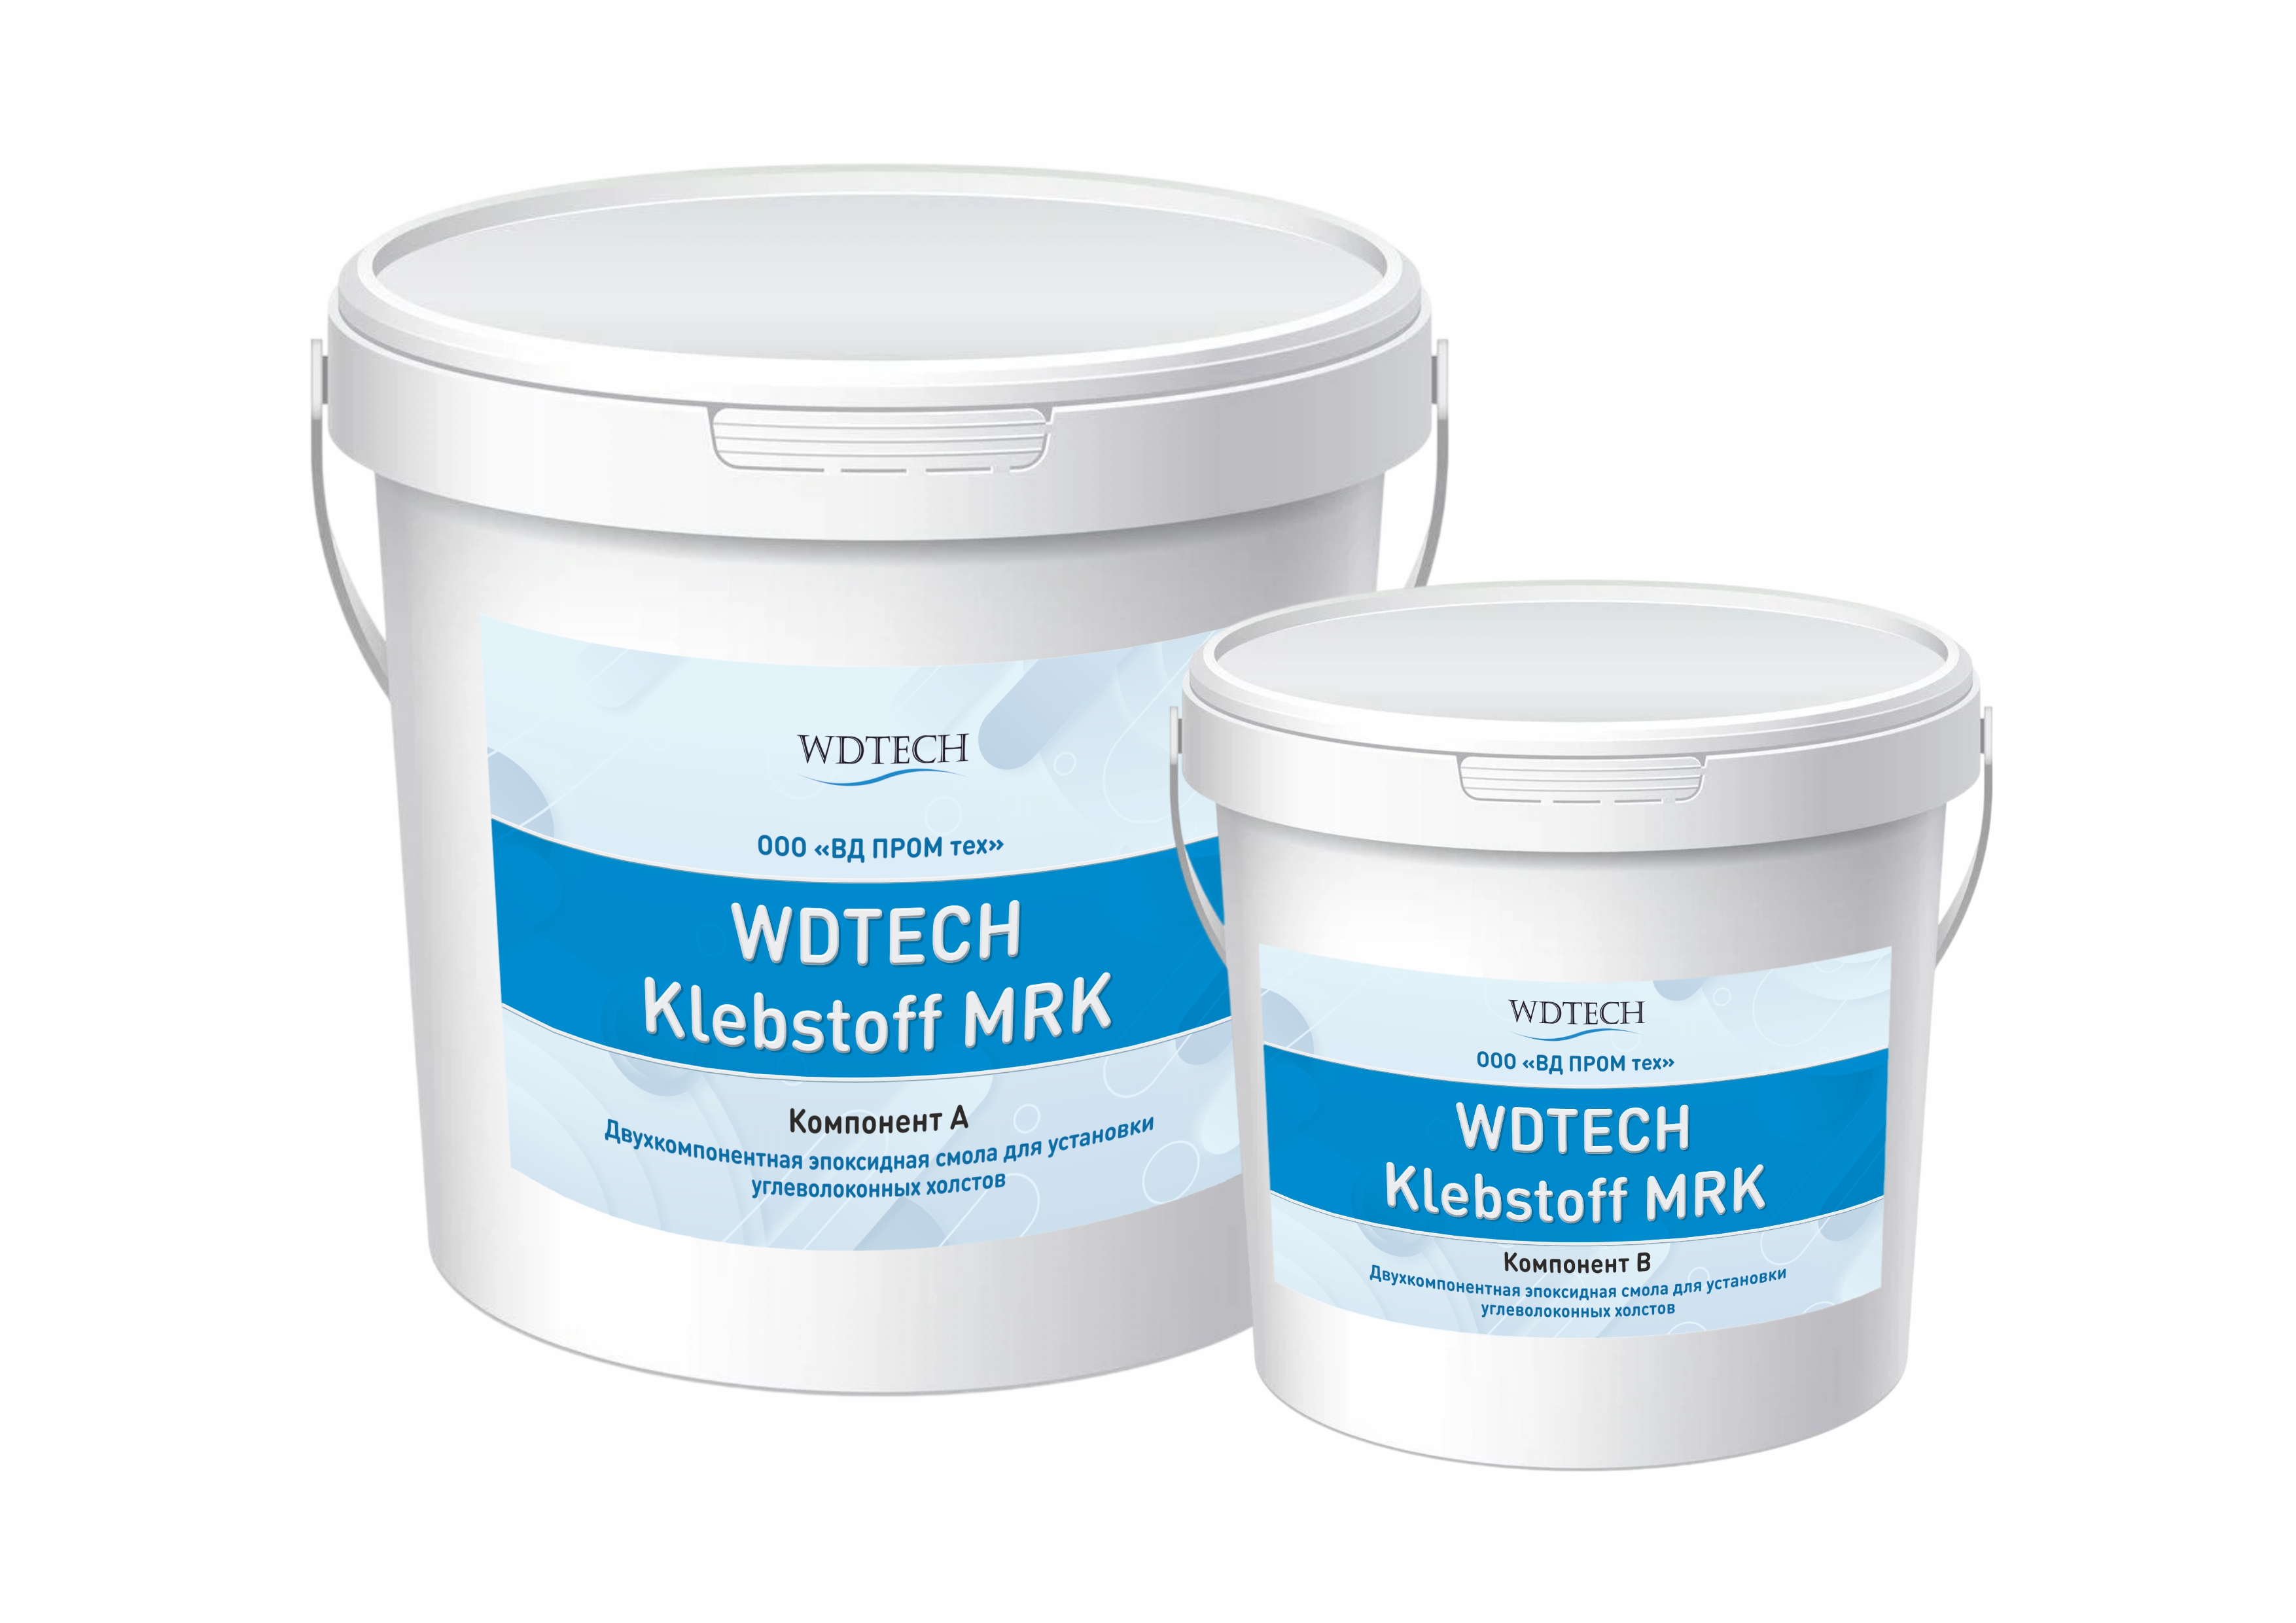 WDTECH
ООО «ВД ПРОМ тех»
WDTECH
Klebstoff MRK
Компонент А
Двухкомпонентная эпоксидная смола для установки
углеволоконных холстов
WDTECH
ООО «ВД ПРОМ тех»
WDTECH
Klebstoff MRK
Компонент В
Двухкомпонентная эпоксидная смола для установки
углеволоконных холстов